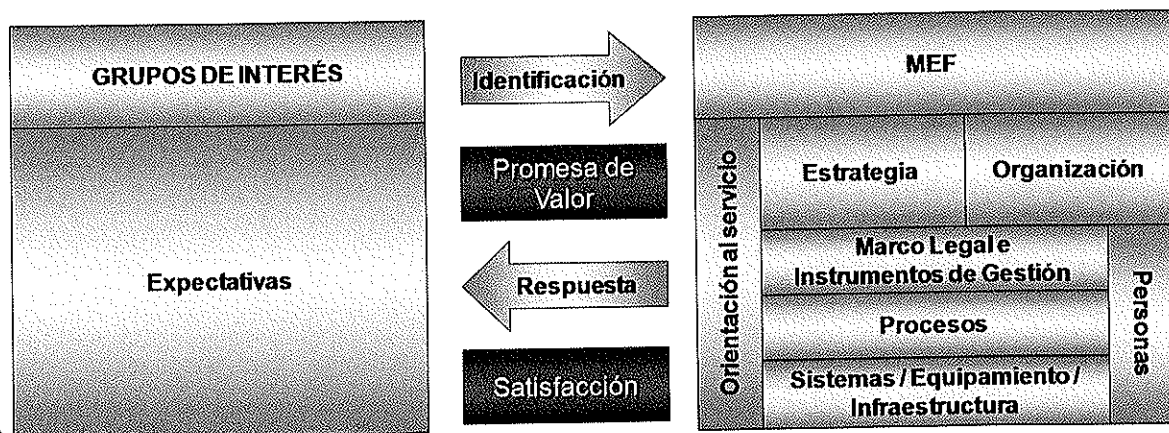 GRUPOS DE INTERÉS
Expectativas
Identificación
Promesa de
Valor
Respuesta
Satisfacción
MEF
Orientación al servicio
Estrategia
Organización
Marco Legal e
Instrumentos de Gestión
Procesos
Sistemas / Equipamiento /
Infraestructura
Personas